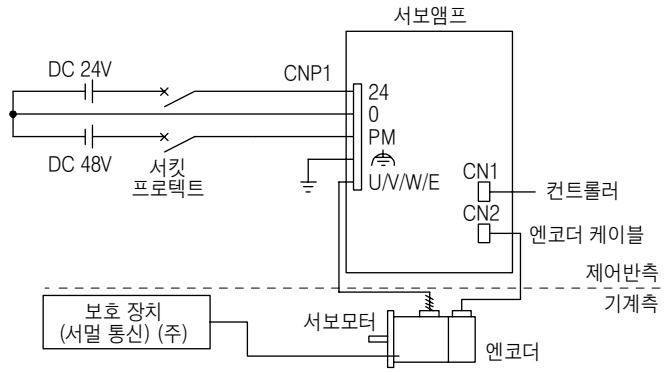 서보앰프
DC 24V
CNP1
24
0
PM
DC 48V
서킷
프로텍트
U/V/W/E
CN1
컨트롤러
CN2
엔코더 케이블
제어반측
기계측
보호 장치
(서멀 통신) (주)
서보모터
엔코더